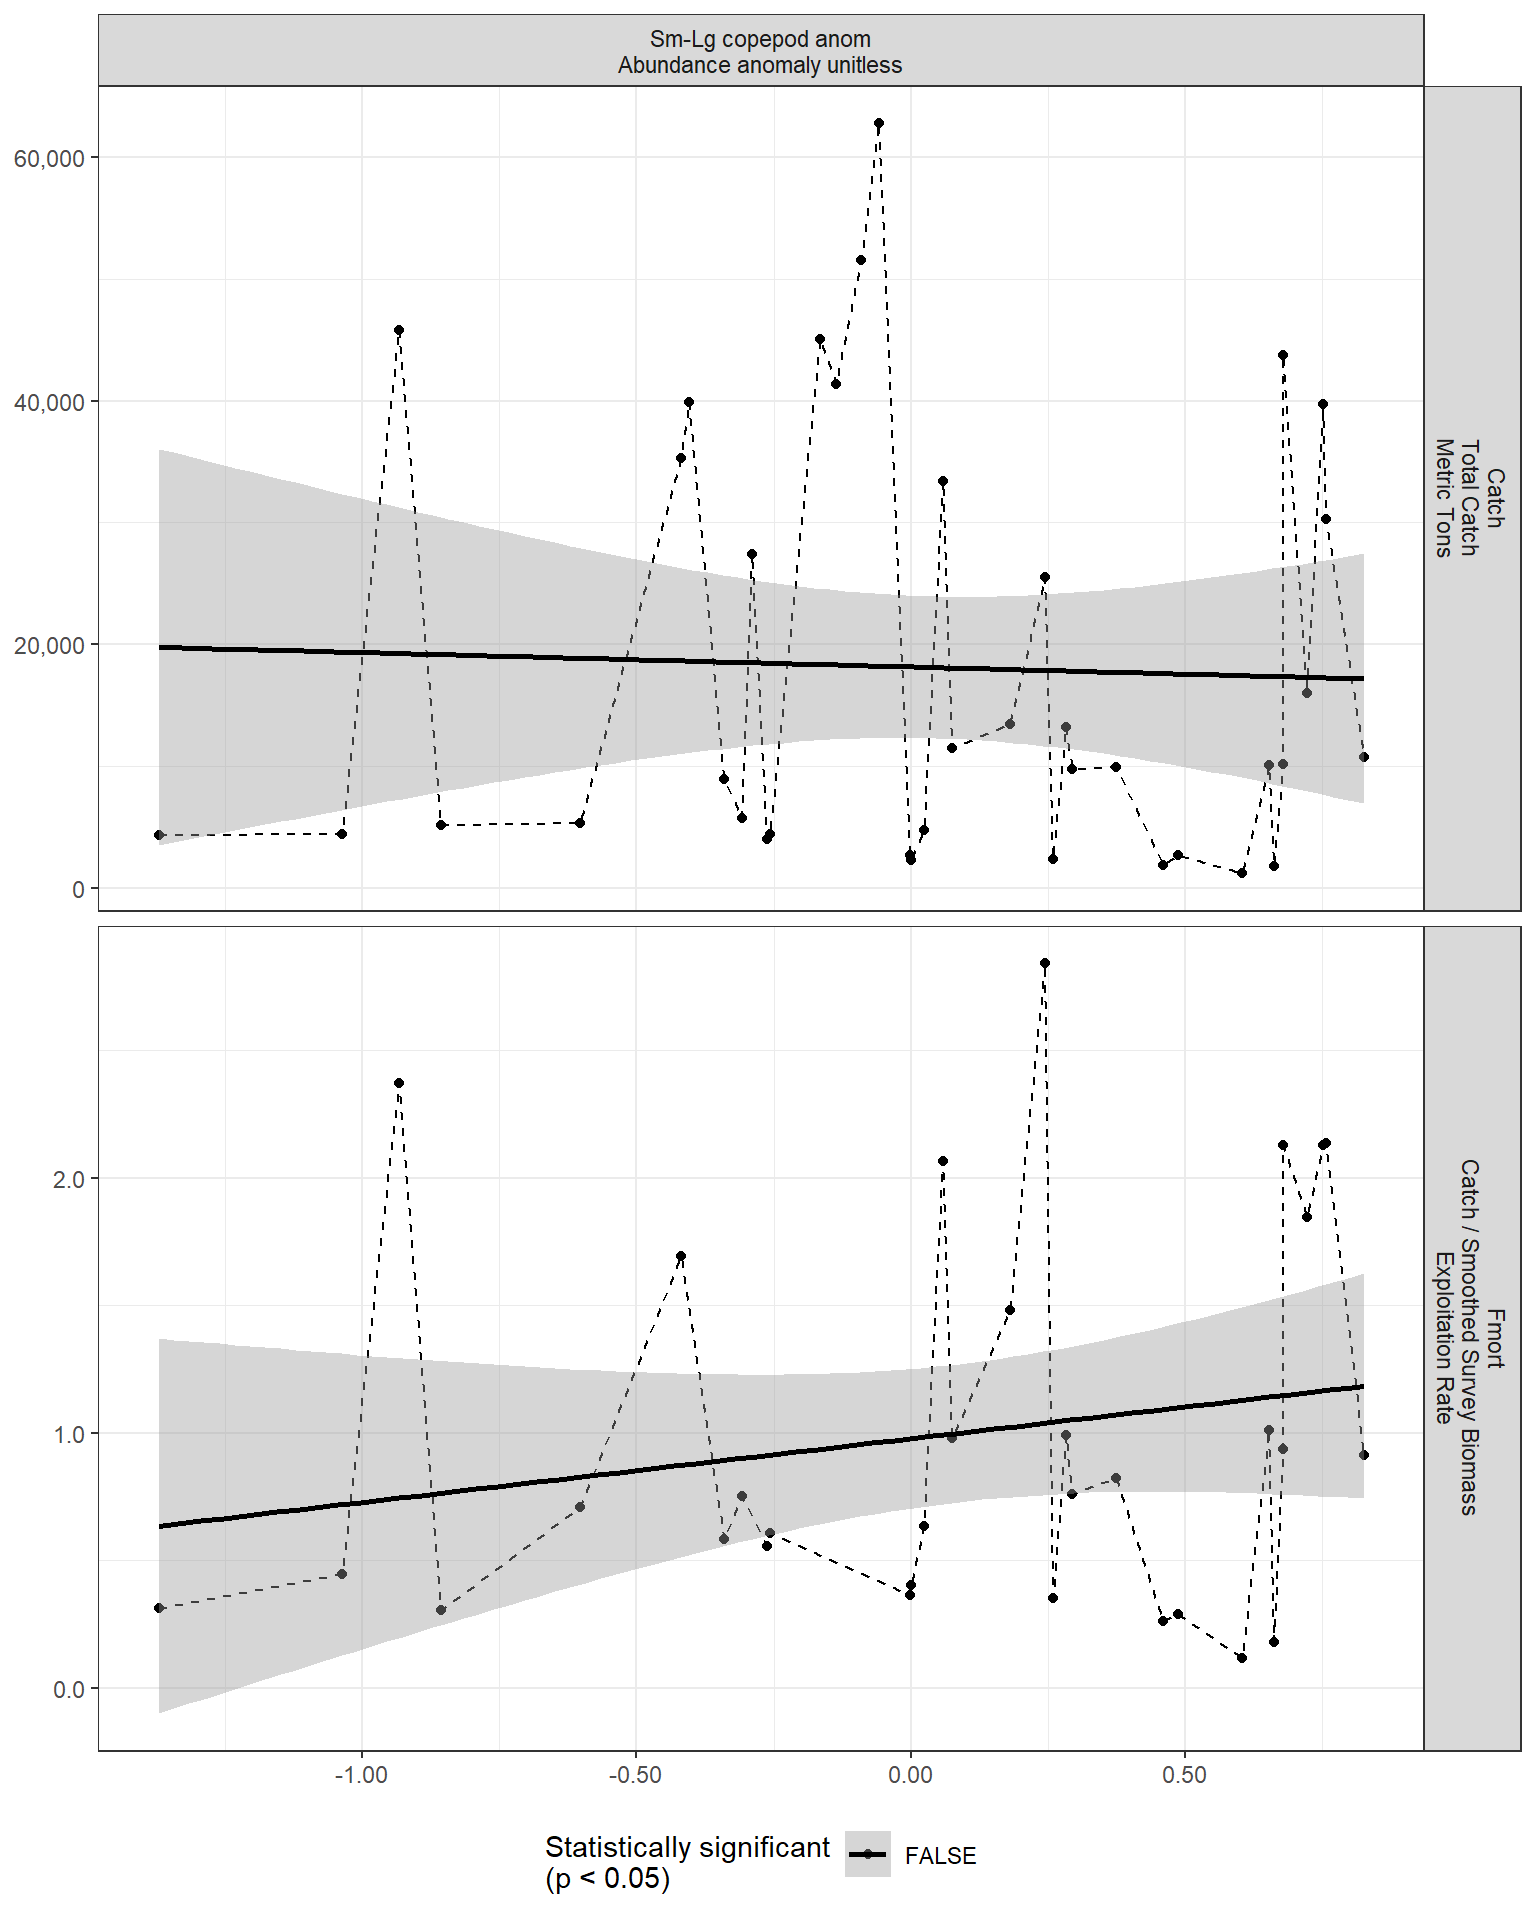 Sm-Lg copepod anom
Abundance anomaly unitless
60,000
40,000
20,000
0
Catch
Total Catch
Metric Tons
2.0
1.0
0.0
Fmort
Catch / Smoothed Survey Biomass
Exploitation Rate
-1.00
-0.50
0.00
0.50
Statistically significant
(p < 0.05)
FALSE